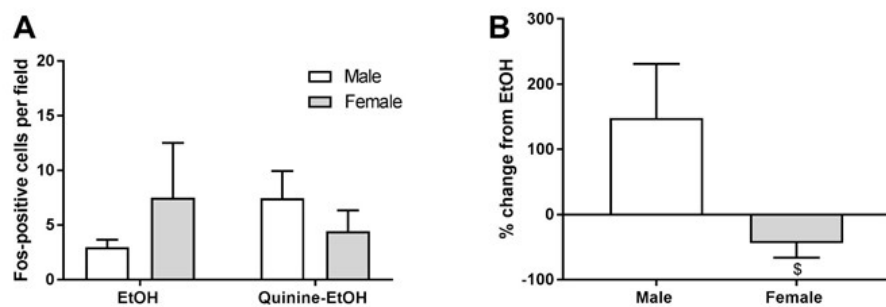 A
Fos-positive cells per field
20
15
10
5
0
Male
Female
EtOH
Quinine-EtOH
B
% change from EtOH
300
200
100
0
-100
$
Male
Female